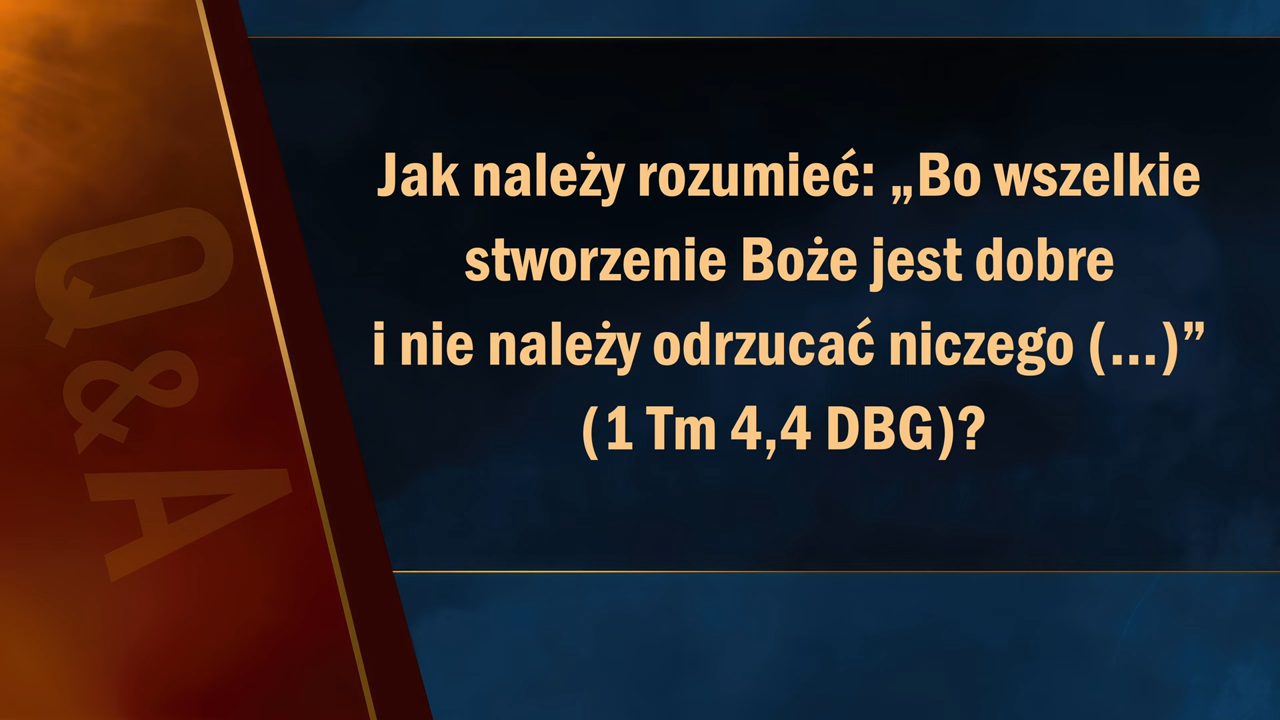 Q&A
Jak należy rozumieć: „Bo wszelkie
stworzenie Boże jest dobre
i nie należy odrzucać niczego (...)”
(1 Tm 4,4 DBG)?